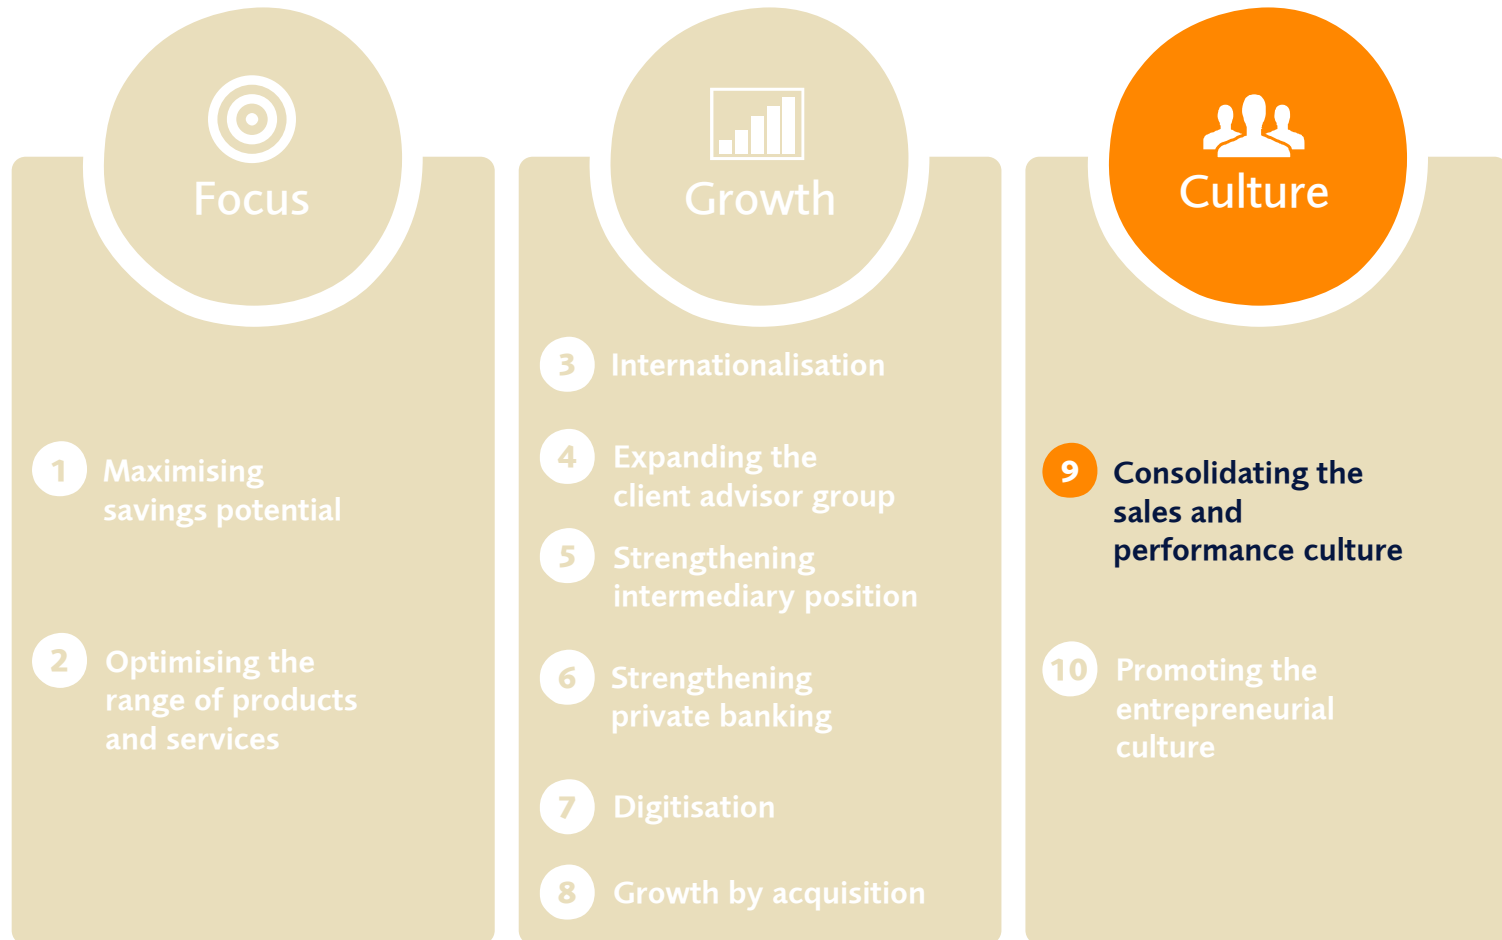 Focus
1
Maximising
savings potential
2
Optimising the
range of products
and services
Growth
3
Internationalisation
4
Expanding the
client advisor group
5
Strengthening
intermediary position
6
Strengthening
private banking
7
Digitisation
8
Growth by acquisition
Culture
9
Consolidating the
sales and
performance culture
10
Promoting the
entrepreneurial
culture